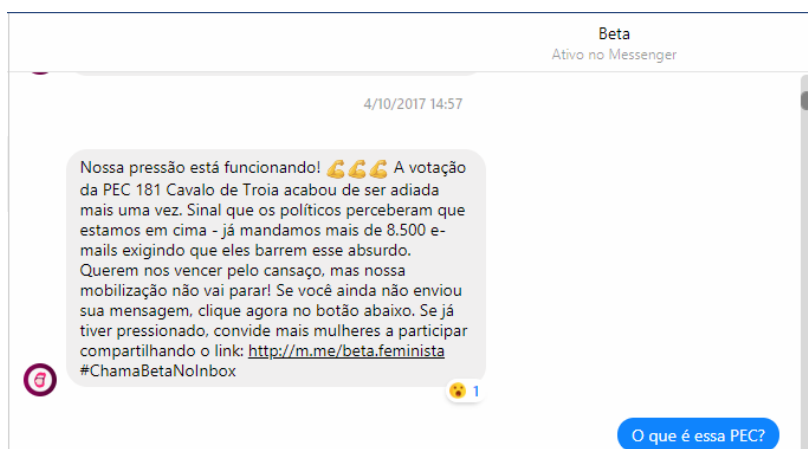 Beta
Ativo no Messenger
4/10/2017 14:57
Nossa pressão está funcionando! 💪💪💪 A votação
da PEC 181 Cavalo de Troia acabou de ser adiada
mais uma vez. Sinal que os políticos perceberam que
estamos em cima - já mandamos mais de 8.500 e-
mails exigindo que eles barrem esse absurdo.
Querem nos vencer pelo cansaço, mas nossa
mobilização não vai parar! Se você ainda não enviou
sua mensagem, clique agora no botão abaixo. Se já
tiver pressionado, convide mais mulheres a participar
compartilhando o link: http://m.me/beta.feminista
#ChamaBetaNoInbox
1
O que é essa PEC?